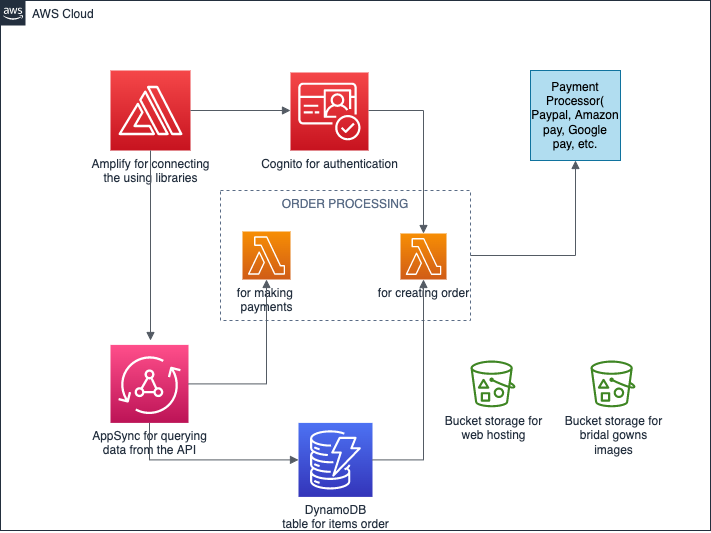 aws
AWS Cloud
Amplify for connecting
the using libraries
Cognito for authentication
Payment
Processor(
Paypal, Amazon
pay, Google
pay, etc.
ORDER PROCESSING
for making
payments
for creating order
AppSync for querying
data from the API
DynamoDB
table for items order
Bucket storage for
web hosting
Bucket storage for
bridal gowns
images